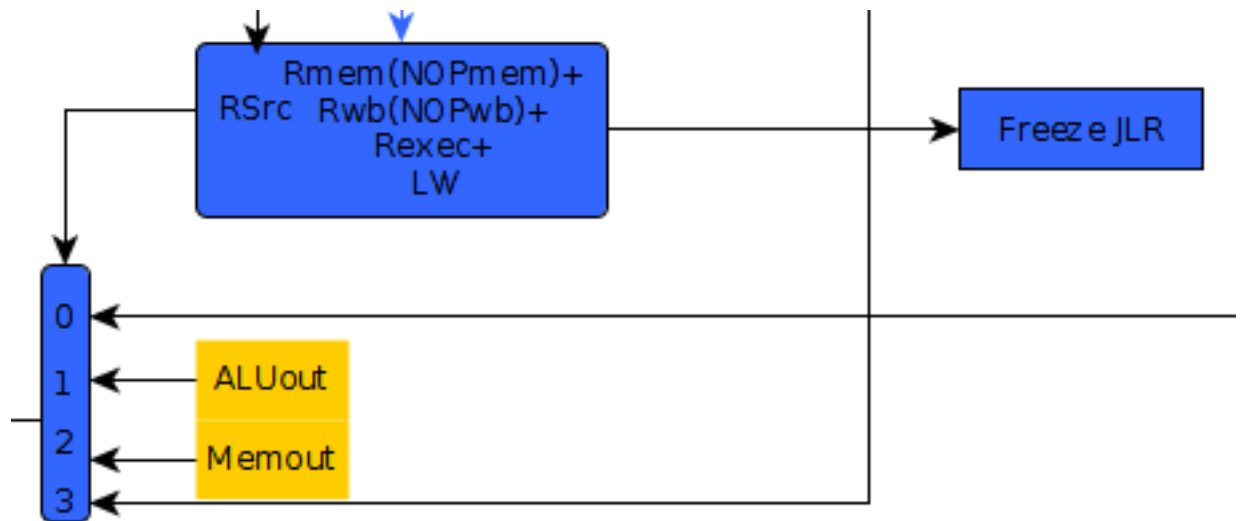 Rmem(NOPmem)+
RSrc Rwb(NOPwb)+
Rexec+
LW
Freeze JLR
0
1
2
3
ALUout
Memout